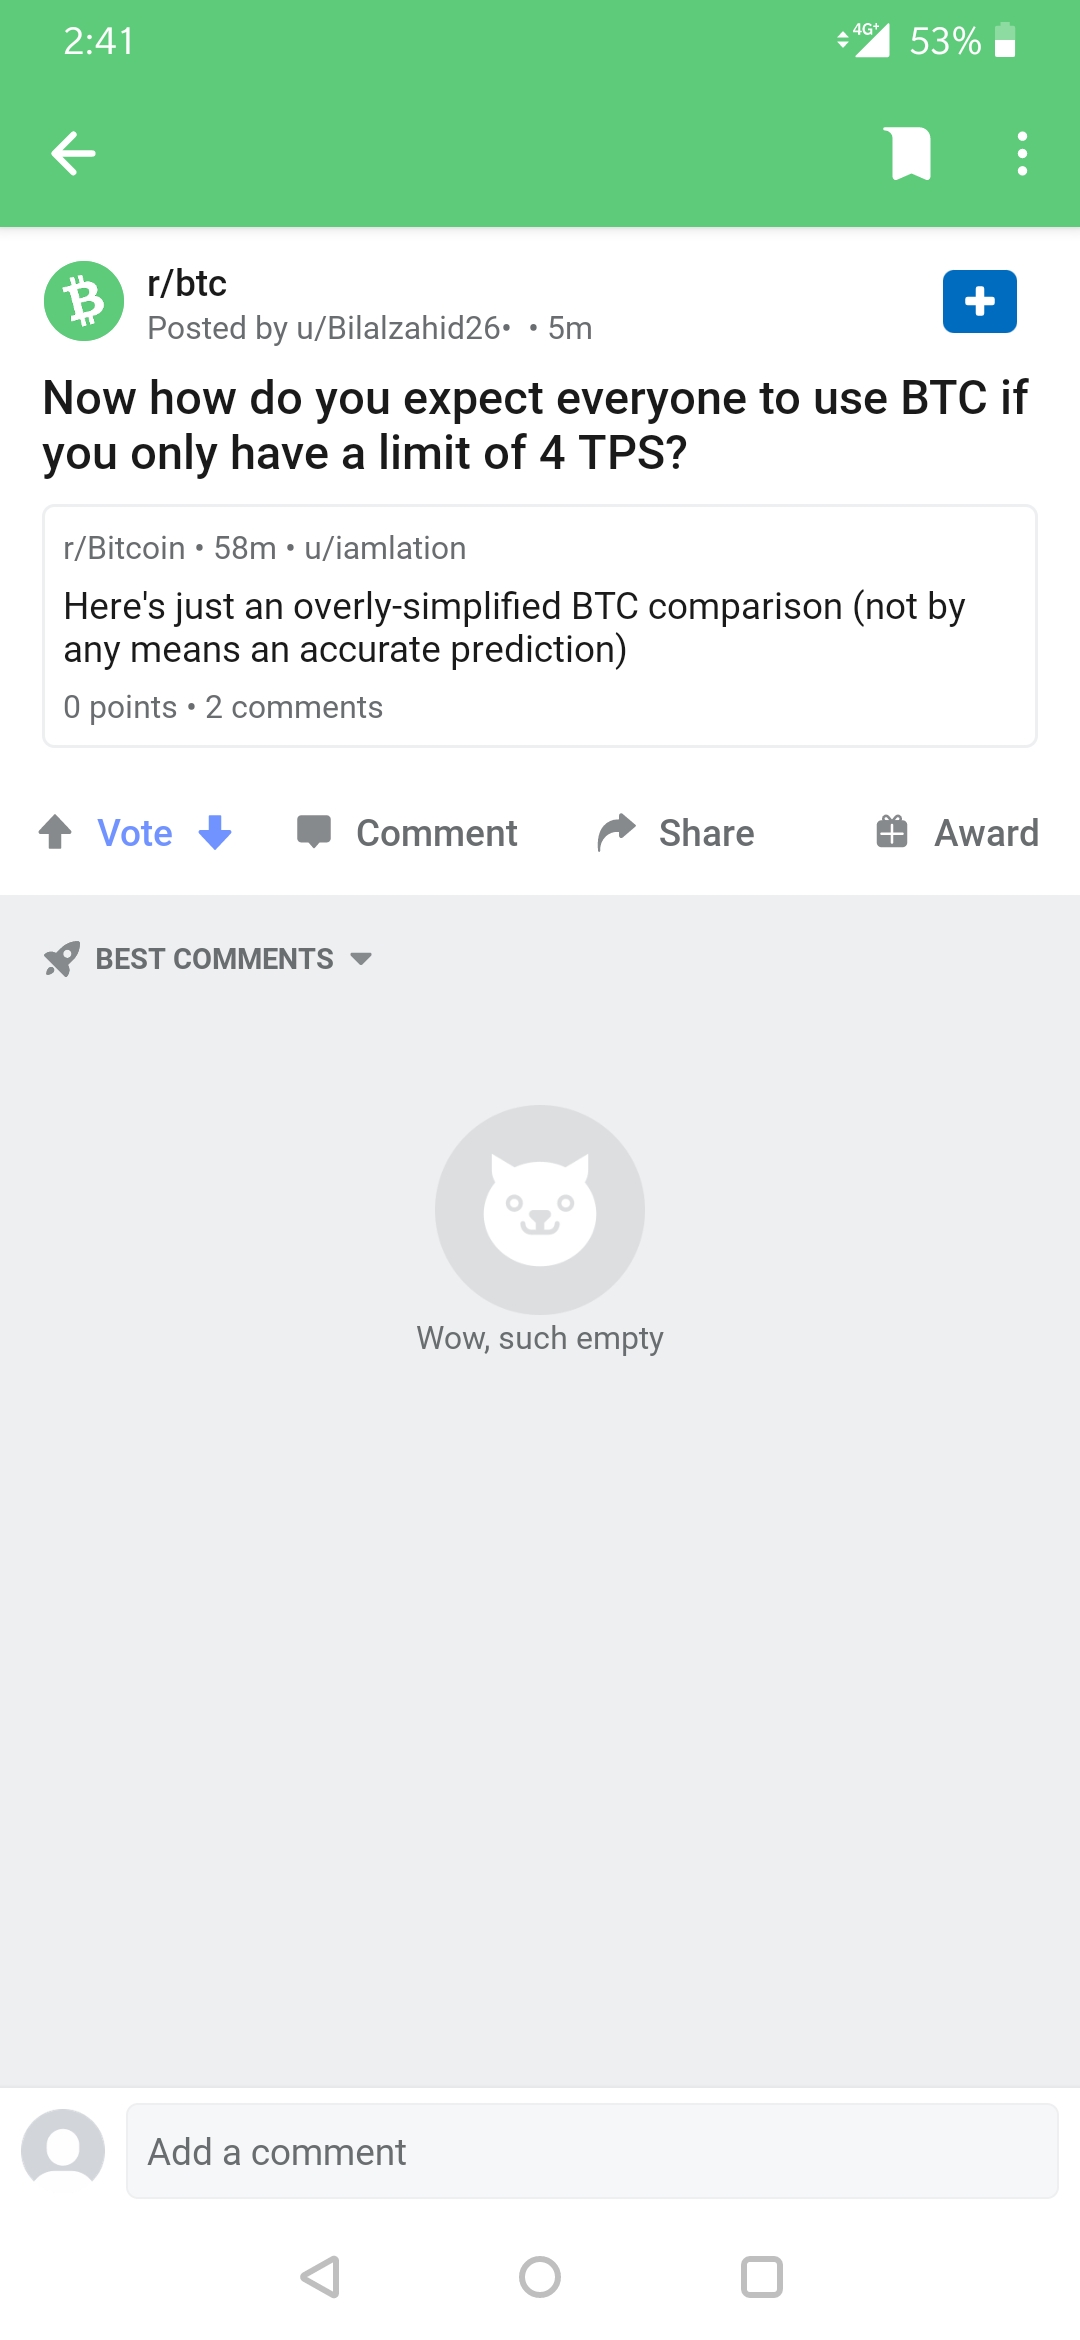 2:41
4G+ 53%
r/btc
Posted by u/Bilalzahid26• • 5m
Now how do you expect everyone to use BTC if
you only have a limit of 4 TPS?
r/Bitcoin • 58m • u/iamlation
Here's just an overly-simplified BTC comparison (not by
any means an accurate prediction)
0 points • 2 comments
Vote Comment Share Award
BEST COMMENTS
Wow, such empty
Add a comment